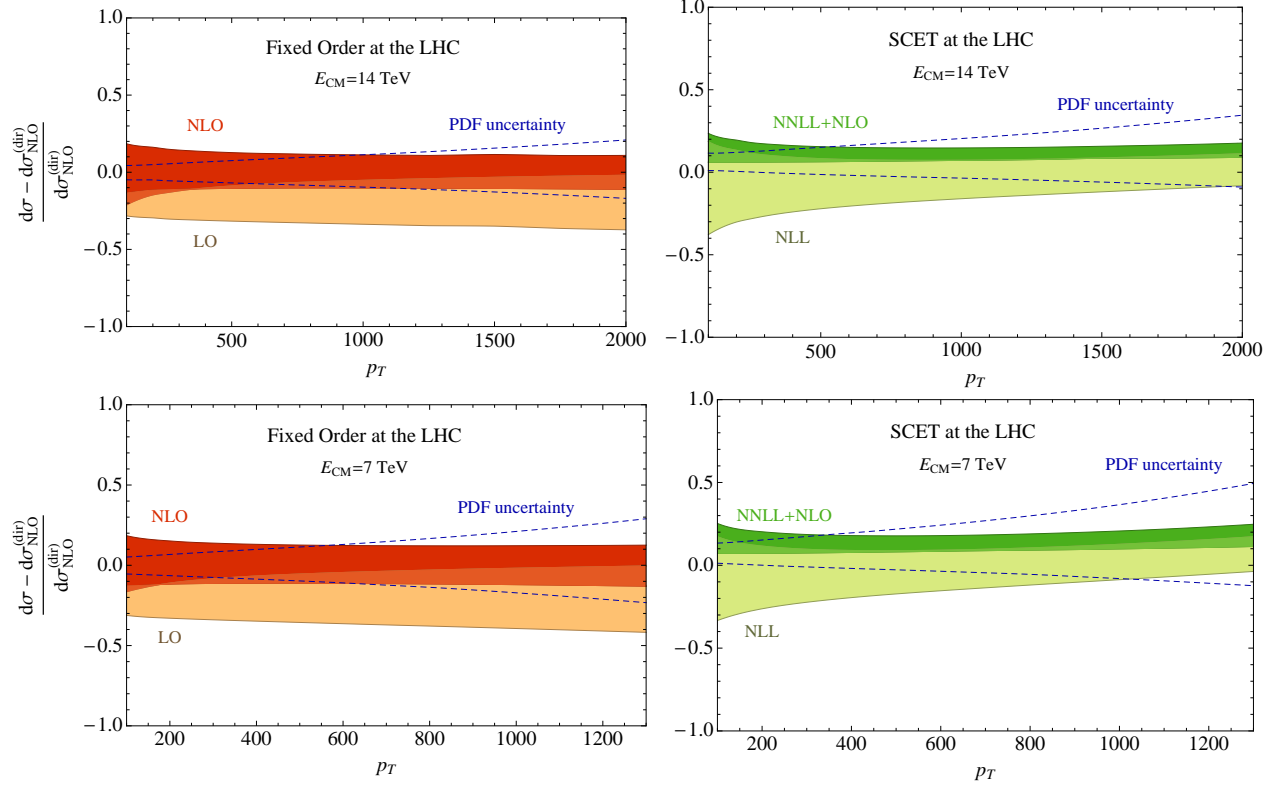 Fixed Order at the LHC
E_CM=14 TeV
NLO
PDF uncertainty
LO
1.0
0.5
0.0
−0.5
−1.0
500
1000
1500
2000
p_T
dσ − dσ_NLO^(dir)
dσ_NLO^(dir)
SCET at the LHC
E_CM=14 TeV
PDF uncertainty
NNLL+NLO
NLL
1.0
0.5
0.0
−0.5
−1.0
500
1000
1500
2000
p_T
Fixed Order at the LHC
E_CM=7 TeV
PDF uncertainty
NLO
LO
1.0
0.5
0.0
−0.5
−1.0
200
400
600
800
1000
1200
p_T
dσ − dσ_NLO^(dir)
dσ_NLO^(dir)
SCET at the LHC
E_CM=7 TeV
PDF uncertainty
NNLL+NLO
NLL
1.0
0.5
0.0
−0.5
−1.0
200
400
600
800
1000
1200
p_T